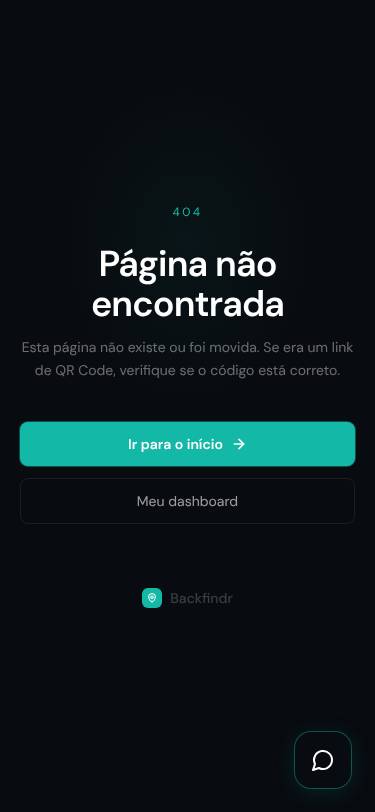 404
Página não
encontrada
Esta página não existe ou foi movida. Se era um link
de QR Code, verifique se o código está correto.
Ir para o início →
Meu dashboard
Backfindr